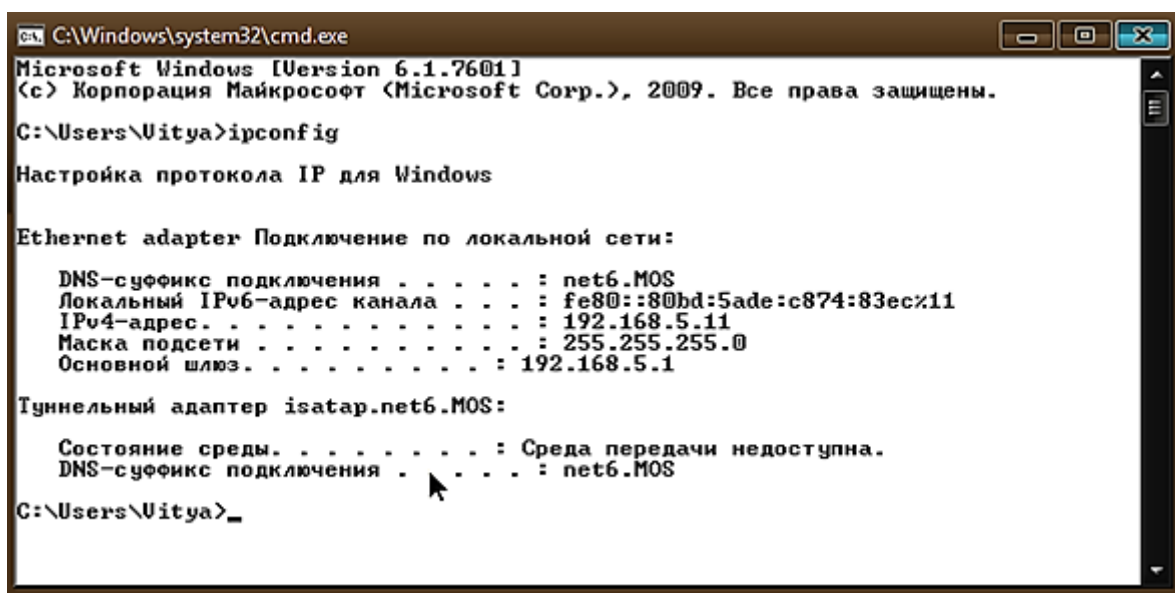 C:\Windows\system32\cmd.exe
Microsoft Windows [Version 6.1.7601]
(c) Корпорация Майкрософт (Microsoft Corp.), 2009. Все права защищены.
C:\Users\Vitya>ipconfig
Настройка протокола IP для Windows
Ethernet adapter Подключение по локальной сети:
DNS-суффикс подключения . . . . . : net6.MOS
Локальный IPv6-адрес канала . . . : fe80::80bd:5ade:c874:83ec%11
IPv4-адрес. . . . . . . . . . . . : 192.168.5.11
Маска подсети . . . . . . . . . . : 255.255.255.0
Основной шлюз. . . . . . . . . : 192.168.5.1
Туннельный адаптер isatap.net6.MOS:
Состояние среды. . . . . . . . : Среда передачи недоступна.
DNS-суффикс подключения . . . . . : net6.MOS
C:\Users\Vitya>_